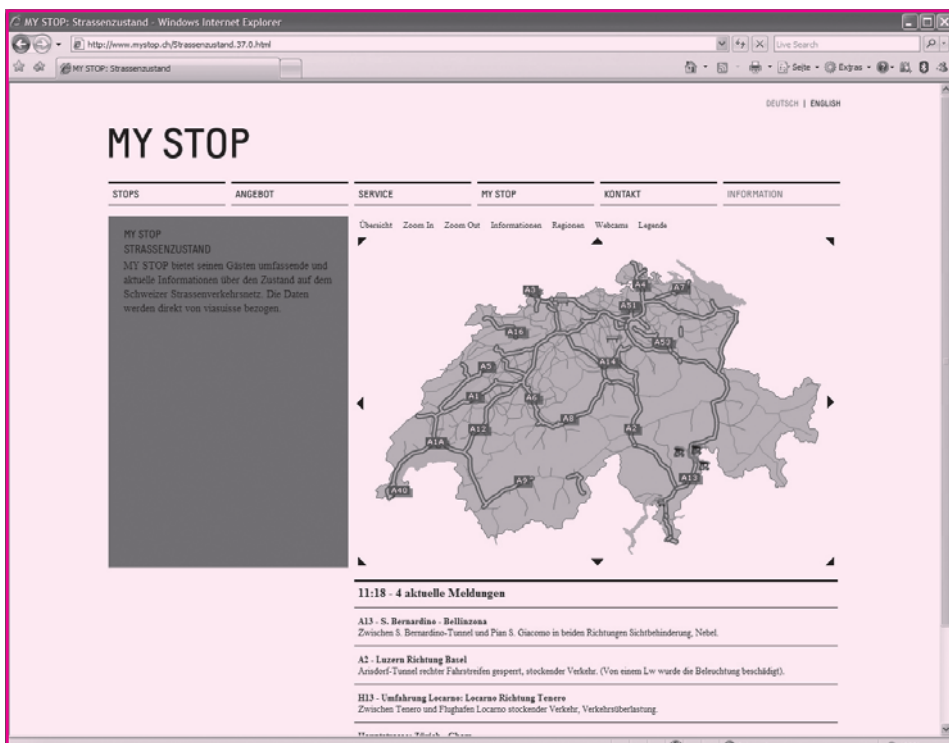 MY STOP: Strassenzustand - Windows Internet Explorer
http://www.mystop.ch/Strassenzustand.37.0.html
Live Search
MY STOP: Strassenzustand
Seite
Extras
DEUTSCH | ENGLISH
MY STOP
STOPS
ANGEBOT
SERVICE
MY STOP
KONTAKT
INFORMATION
MY STOP
STRASSENZUSTAND
MY STOP bietet seinen Gästen umfassende und
aktuelle Informationen über den Zustand auf dem
Schweizer Strassenverkehrsnetz. Die Daten
werden direkt von viasuisse bezogen.
Übersicht Zoom In Zoom Out Informationen Regionen Webcams Legende
A4
A7
A3
A51
A16
A53
A14
A5
A1
A6
A8
A12
A2
A1A
A9
A13
A40
11:18 - 4 aktuelle Meldungen
A13 - S. Bernardino - Bellinzona
Zwischen S. Bernardino-Tunnel und Pian S. Giacomo in beiden Richtungen Sichtbehinderung, Nebel.
A2 - Luzern Richtung Basel
Arisdorf-Tunnel rechter Fahrstreifen gesperrt, stockender Verkehr. (Von einem Lw wurde die Beleuchtung beschädigt).
H13 - Umfahrung Locarno: Locarno Richtung Tenero
Zwischen Tenero und Flughafen Locarno stockender Verkehr, Verkehrsüberlastung.
Hauptstrasse: Zürich - Cham